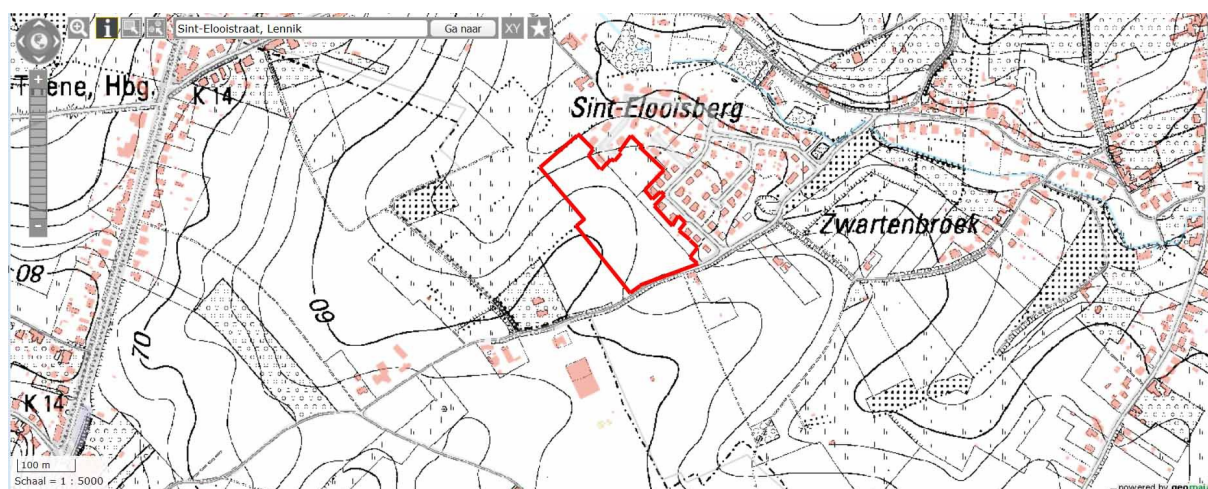 i Sint-Elooistraat, Lennik Ga naar XY
Hbg.
K 14
Sint-Elooisberg
Zwartenbroek
08
60
70
K 14
100 m
Schaal = 1 : 5000
powered by geomaj